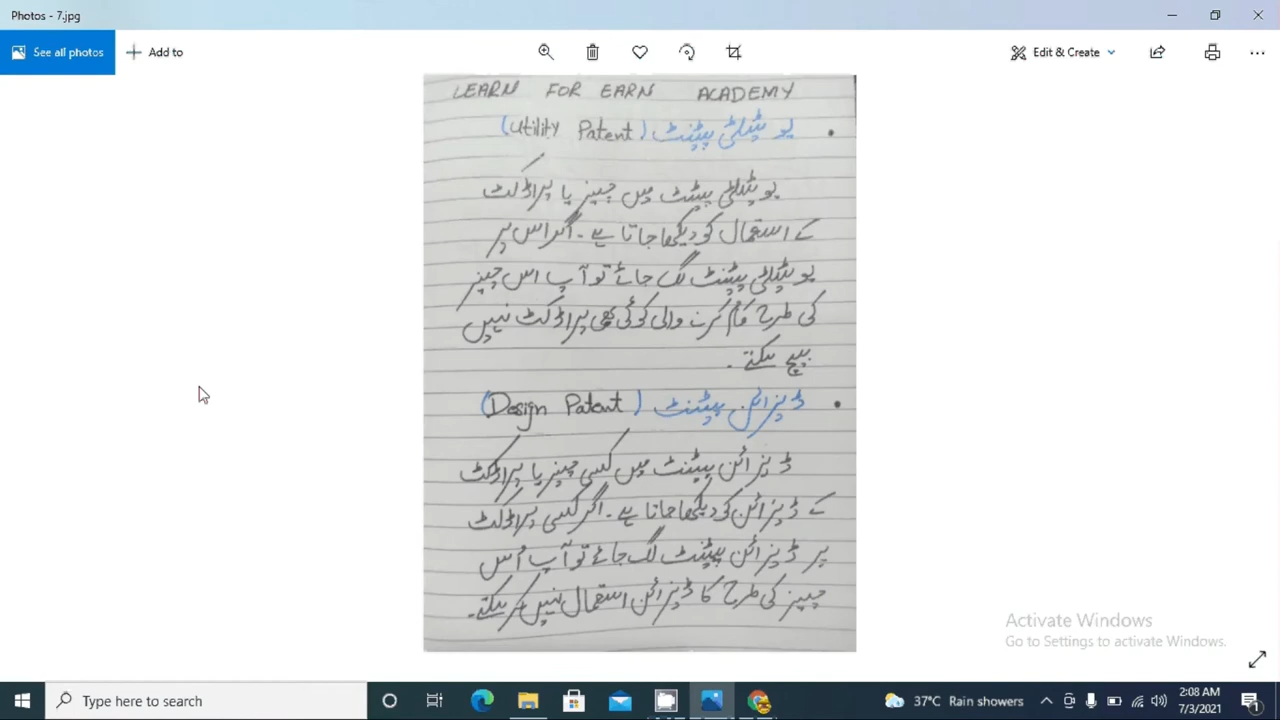 Photos - 7.jpg
See all photos
Add to
Edit & Create
LEARN FOR EARN ACADEMY
• یوٹیلٹی پیٹنٹ (Utility Patent)
یوٹیلٹی پیٹنٹ میں چیز یا پراڈکٹ
کے استعمال کو دیکھا جاتا ہے۔ اگر اس پر
یوٹیلٹی پیٹنٹ لگ جائے تو آپ اس چیز
کی طرح کام کرنے والی کوئی بھی پراڈکٹ نہیں
بیچ سکتے۔
• ڈیزائن پیٹنٹ (Design Patent)
ڈیزائن پیٹنٹ میں کسی چیز یا پراڈکٹ
کے ڈیزائن کو دیکھا جاتا ہے۔ اگر کسی پراڈکٹ
پر ڈیزائن پیٹنٹ لگ جائے تو آپ اُس
چیز کی طرح کا ڈیزائن استعمال نہیں کر سکتے۔
Activate Windows
Go to Settings to activate Windows.
Type here to search
37°C Rain showers
2:08 AM
7/3/2021
1